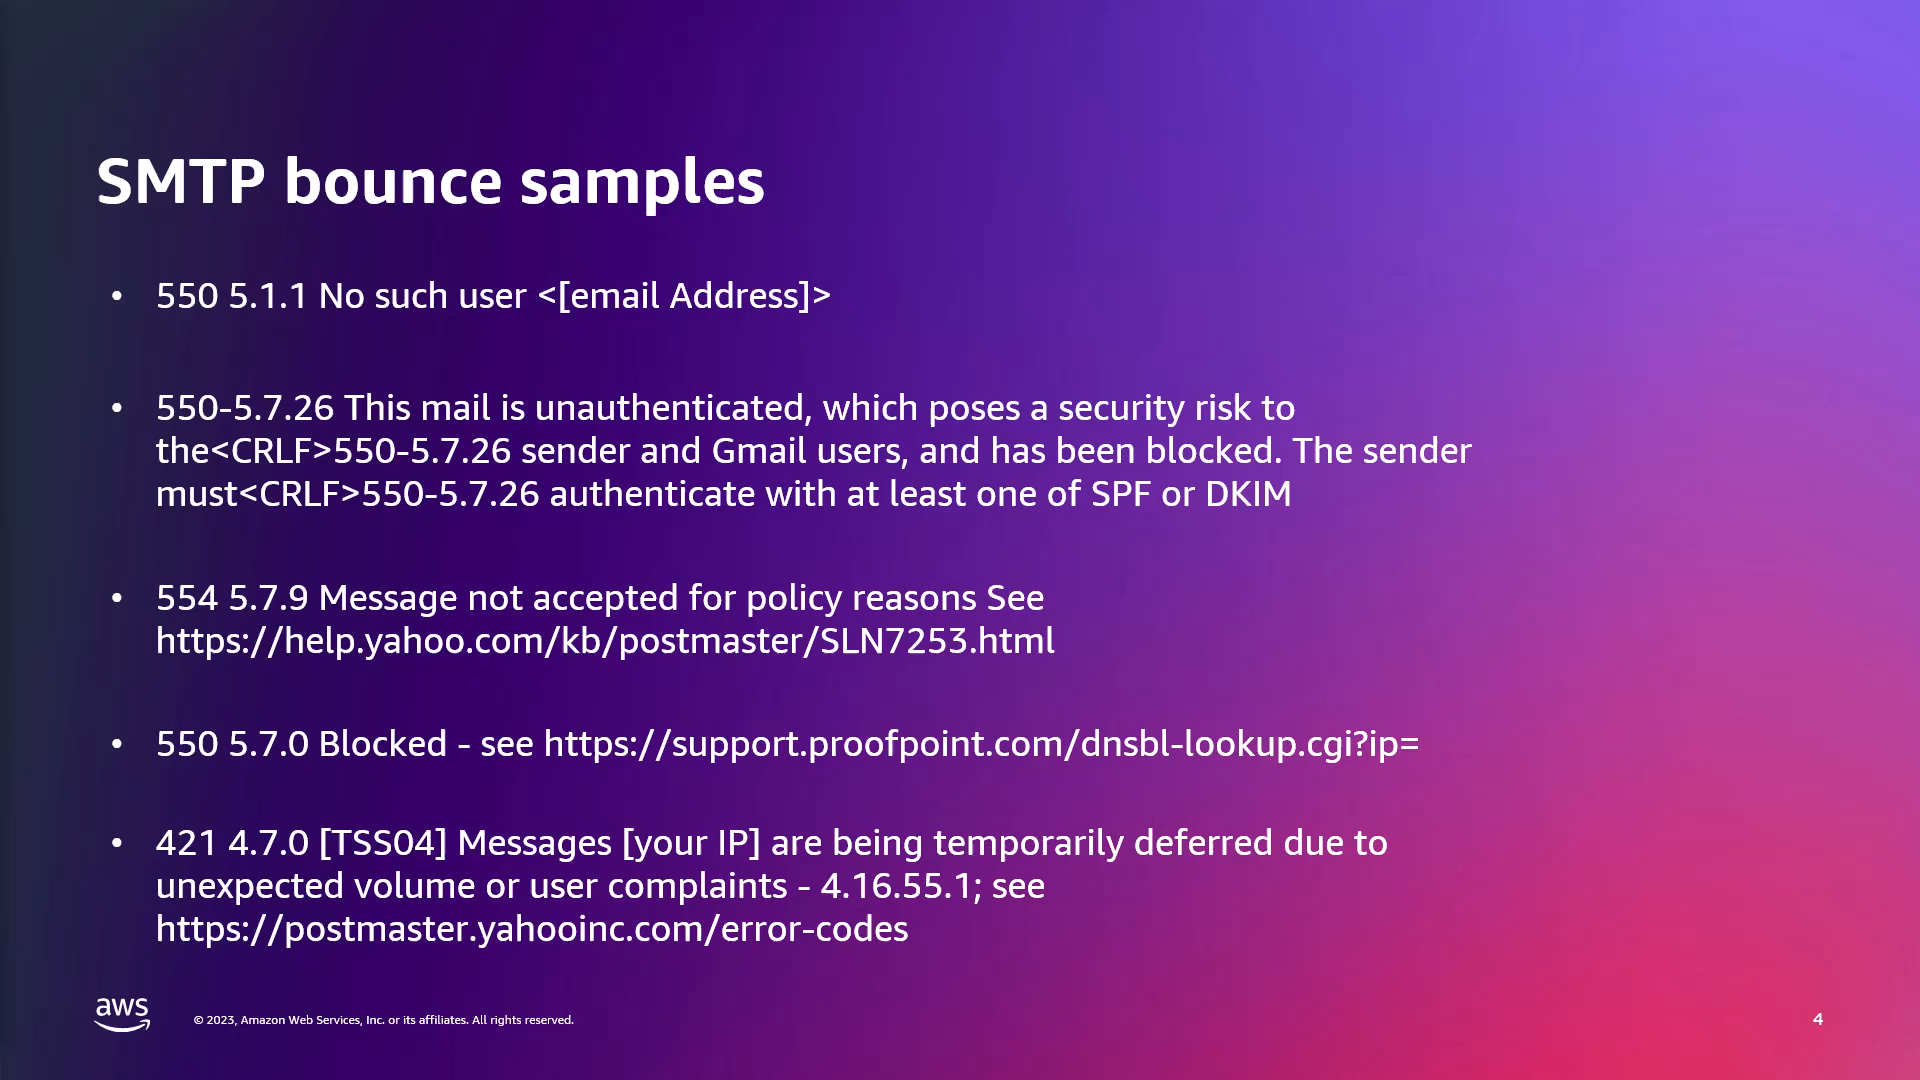 SMTP bounce samples
• 550 5.1.1 No such user <[email Address]>
• 550-5.7.26 This mail is unauthenticated, which poses a security risk to
the<CRLF>550-5.7.26 sender and Gmail users, and has been blocked. The sender
must<CRLF>550-5.7.26 authenticate with at least one of SPF or DKIM
• 554 5.7.9 Message not accepted for policy reasons See
https://help.yahoo.com/kb/postmaster/SLN7253.html
• 550 5.7.0 Blocked - see https://support.proofpoint.com/dnsbl-lookup.cgi?ip=
• 421 4.7.0 [TSS04] Messages [your IP] are being temporarily deferred due to
unexpected volume or user complaints - 4.16.55.1; see
https://postmaster.yahooinc.com/error-codes
aws
© 2023, Amazon Web Services, Inc. or its affiliates. All rights reserved.
4